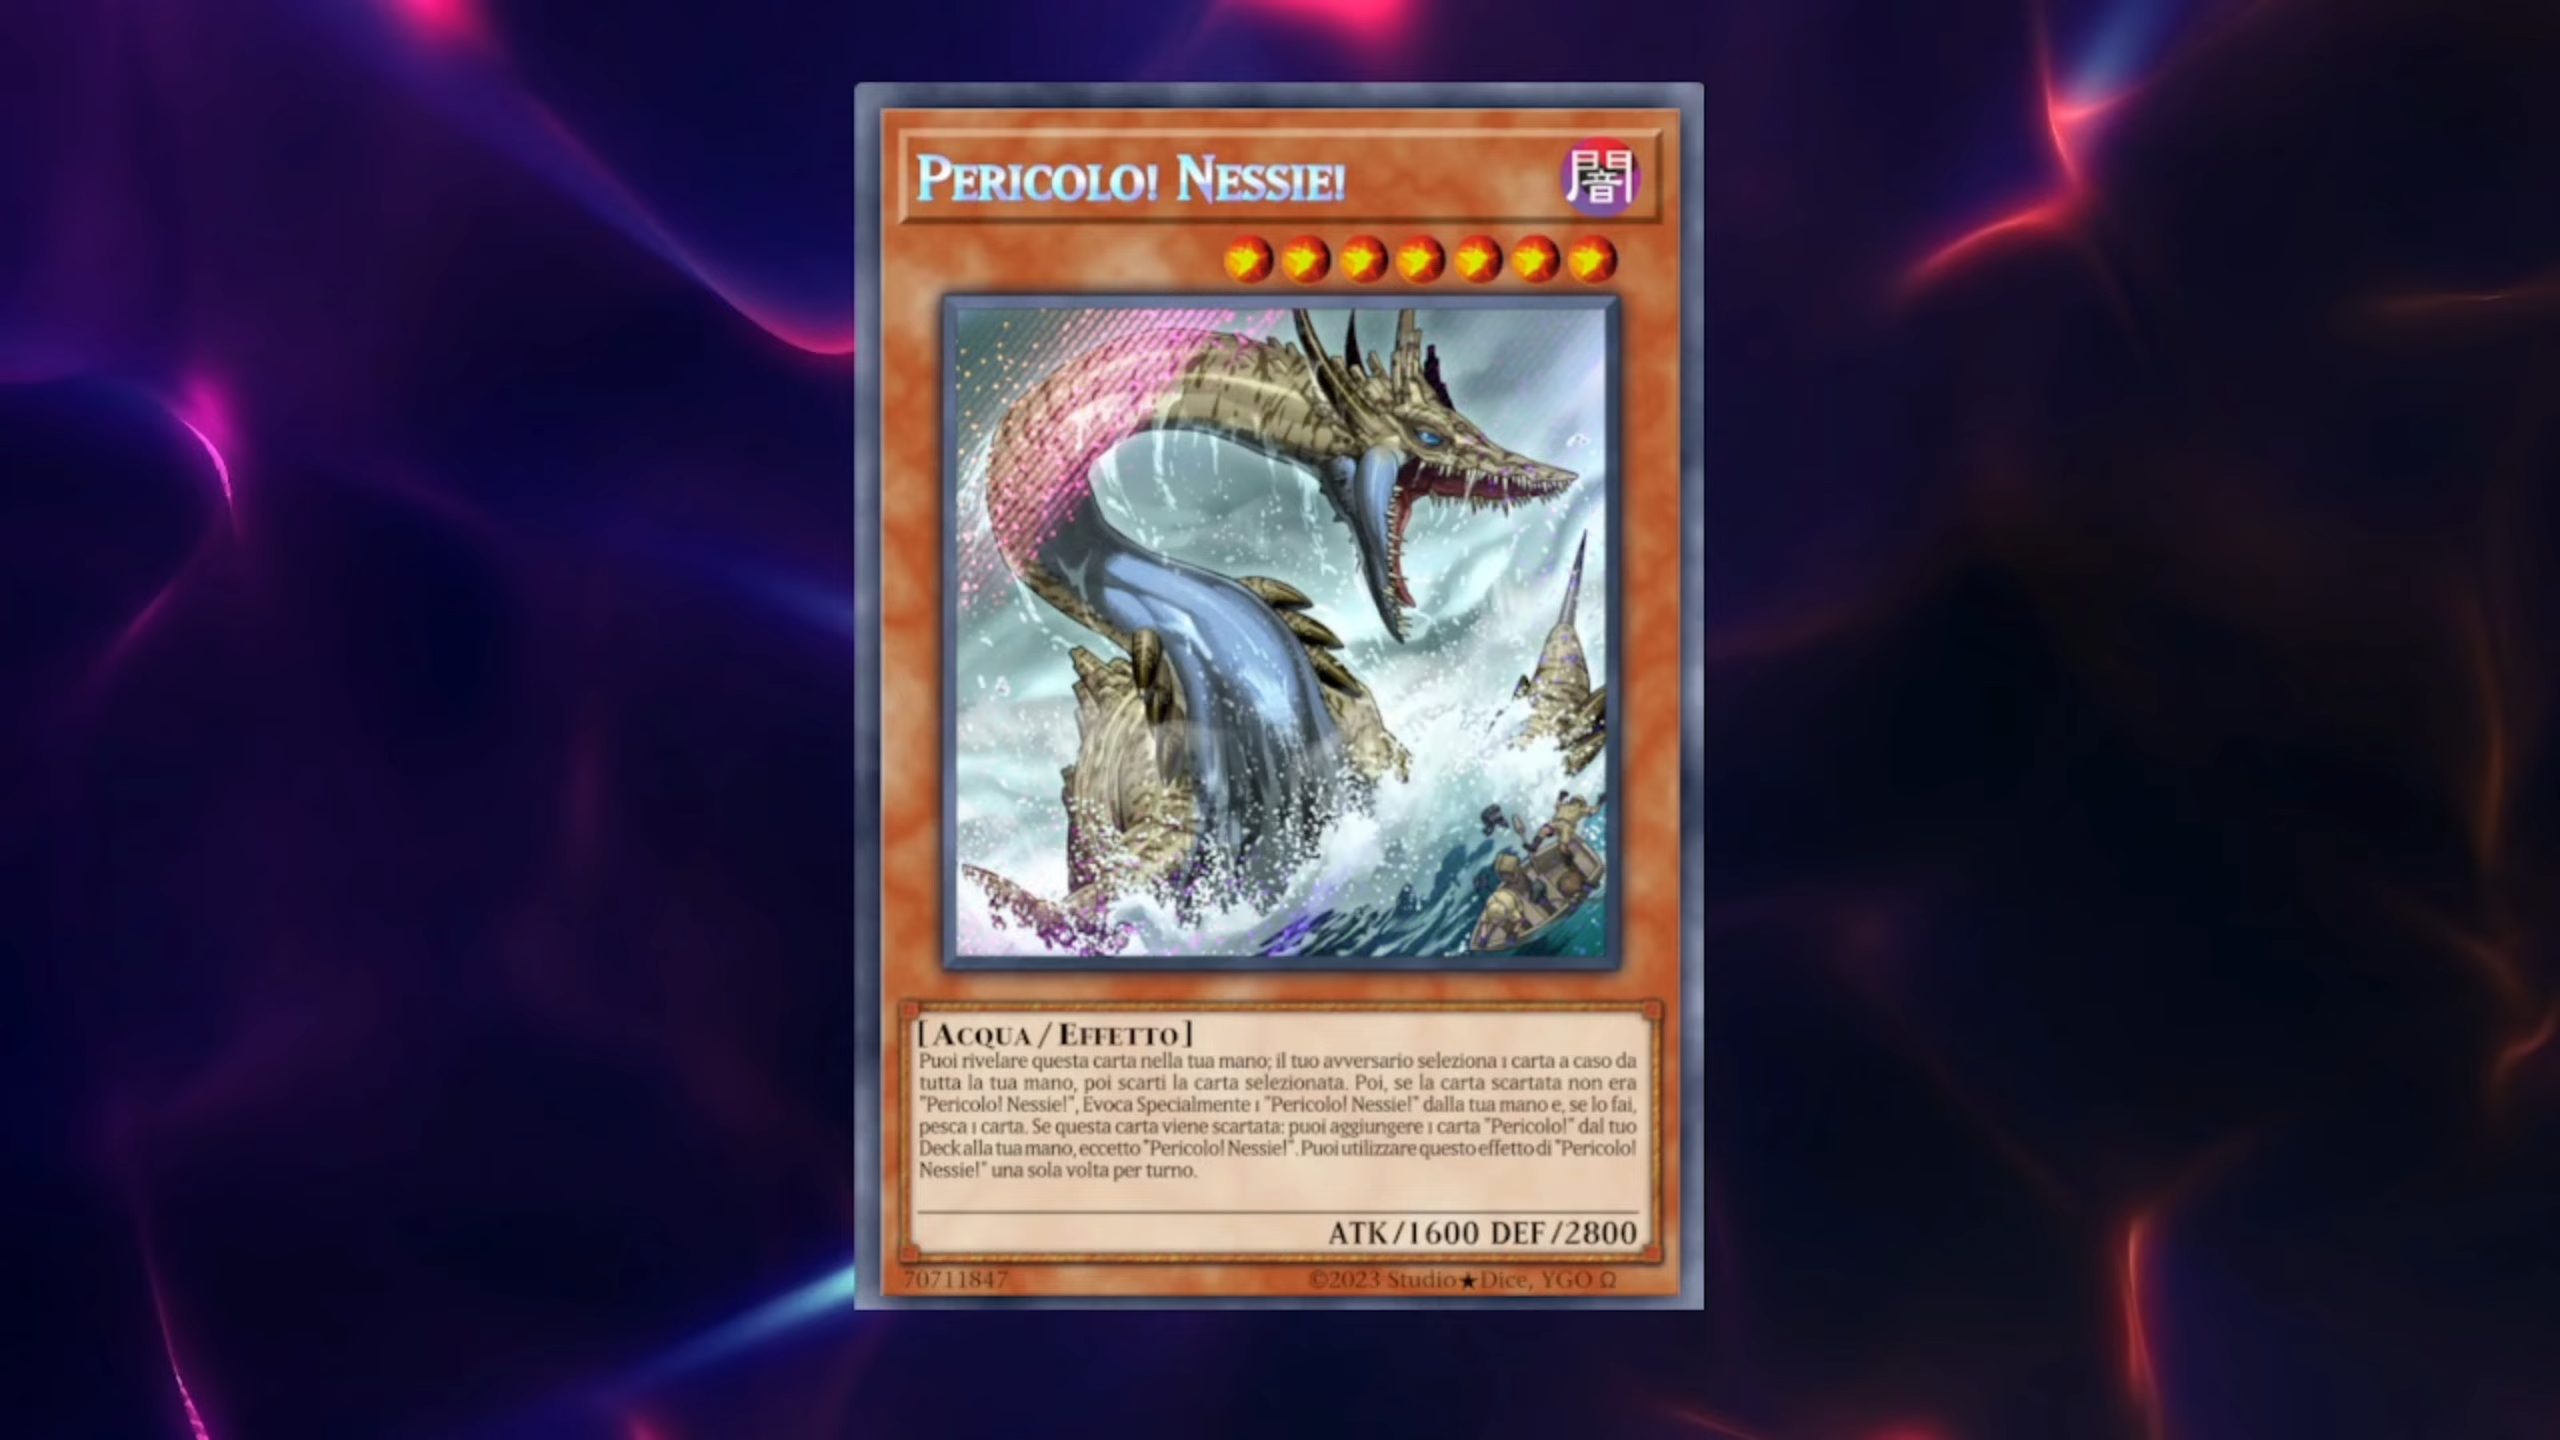 PERICOLO! NESSIE!
闇
[ACQUA/EFFETTO]
Puoi rivelare questa carta nella tua mano; il tuo avversario seleziona 1 carta a caso da
tutta la tua mano, poi scarti la carta selezionata. Poi, se la carta scartata non era
"Pericolo! Nessie!", Evoca Specialmente 1 "Pericolo! Nessie!" dalla tua mano e, se lo fai,
pesca 1 carta. Se questa carta viene scartata: puoi aggiungere 1 carta "Pericolo!" dal tuo
Deck alla tua mano, eccetto "Pericolo! Nessie!". Puoi utilizzare questo effetto di "Pericolo!
Nessie!" una sola volta per turno.
ATK/1600 DEF/2800
70711847 ©2023 Studio★Dice, YGO Ω